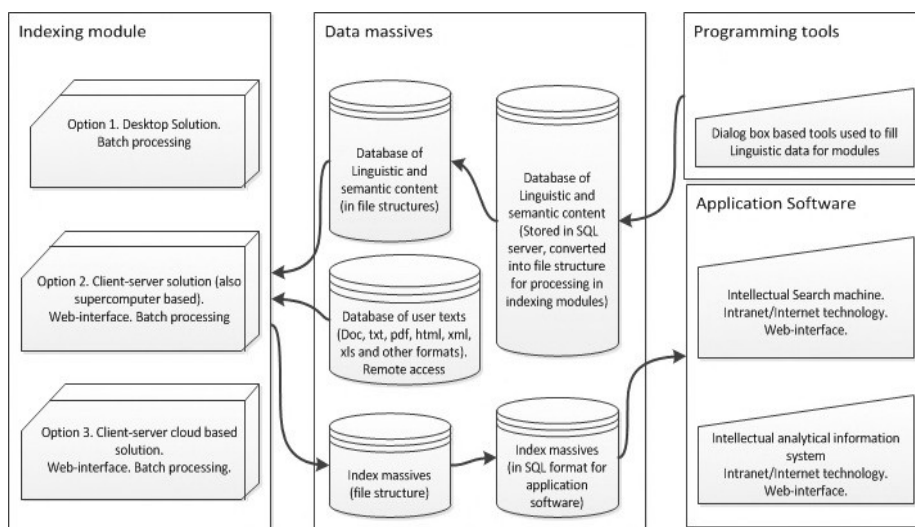 Indexing module
Option 1. Desktop Solution.
Batch processing
Option 2. Client-server solution (also
supercomputer based).
Web-interface. Batch processing
Option 3. Client-server cloud based
solution.
Web-interface. Batch processing.
Data massives
Database of
Linguistic and
semantic content
(in file structures)
Database of
Linguistic and
semantic content
(Stored in SQL
server, converted
into file structure
for processing in
indexing modules)
Database of user texts
(Doc, txt, pdf, html, xml,
xls and other formats).
Remote access
Index massives
(file structure)
Index massives
(in SQL format for
application
software)
Programming tools
Dialog box based tools used to fill
Linguistic data for modules
Application Software
Intellectual Search machine.
Intranet/Internet technology.
Web-interface.
Intellectual analytical information
system
Intranet/Internet technology.
Web-interface.